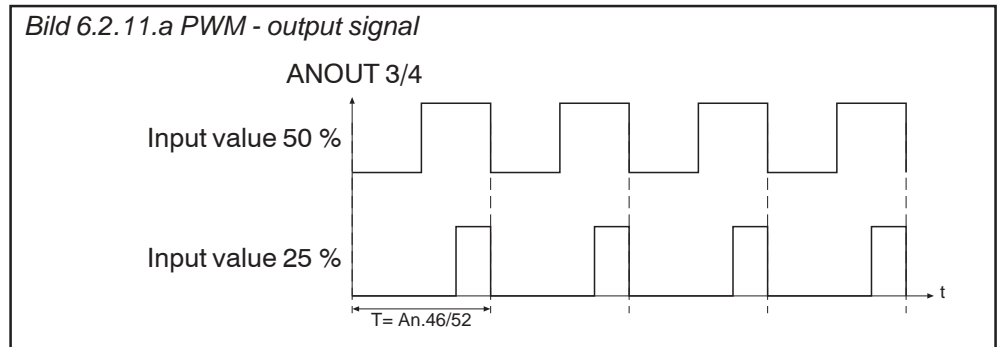 Bild 6.2.11.a PWM - output signal
ANOUT 3/4
Input value 50 %
Input value 25 %
t
T= An.46/52